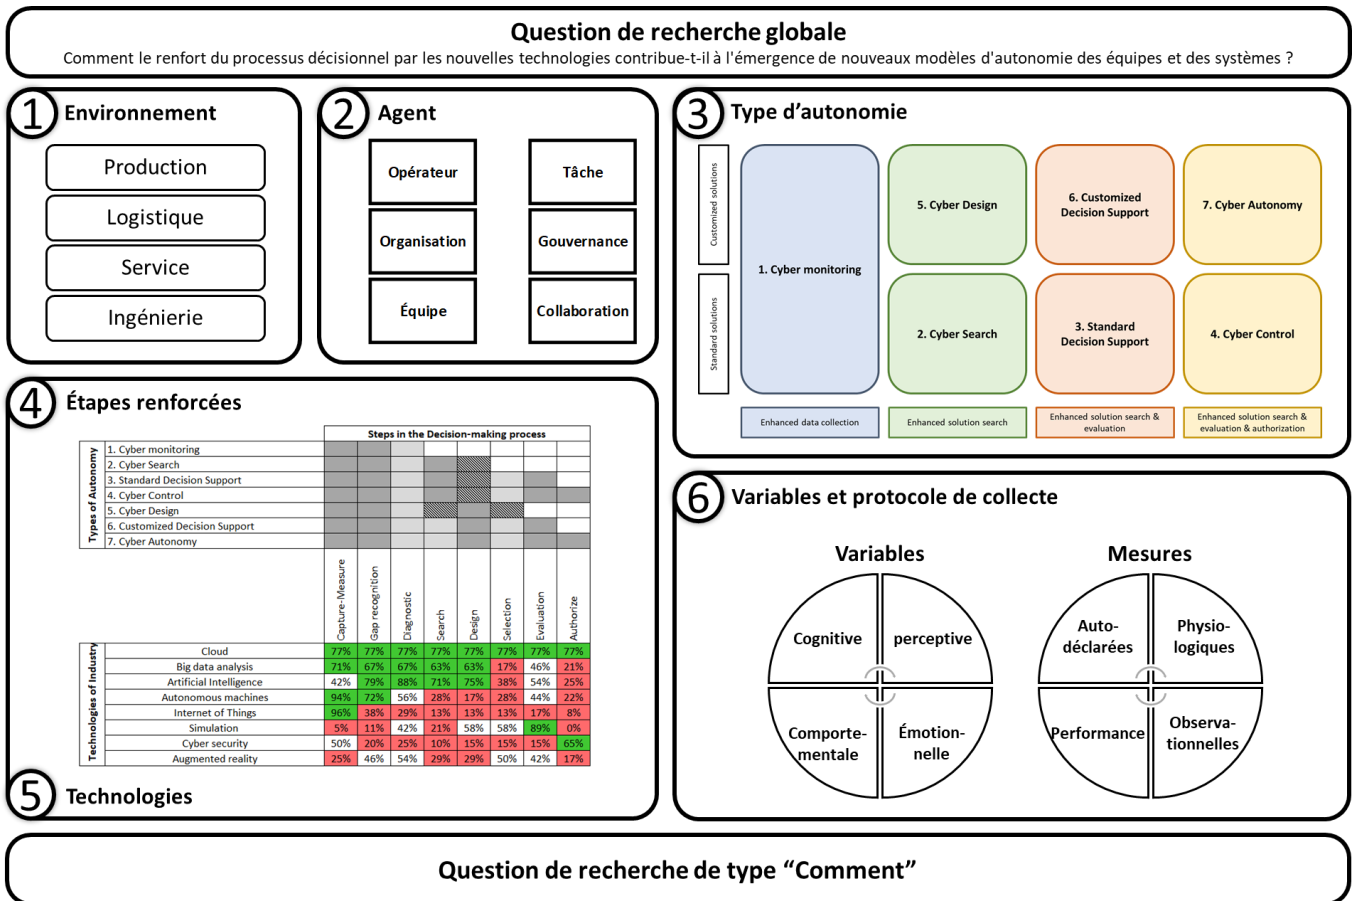 Question de recherche globale
Comment le renfort du processus décisionnel par les nouvelles technologies contribue-t-il à l'émergence de nouveaux modèles d'autonomie des équipes et des systèmes ?
1 Environnement
Production
Logistique
Service
Ingénierie
2 Agent
Opérateur
Tâche
Organisation
Gouvernance
Équipe
Collaboration
3 Type d’autonomie
Customized solutions
Standard solutions
1. Cyber monitoring
5. Cyber Design
6. Customized
Decision Support
7. Cyber Autonomy
2. Cyber Search
3. Standard
Decision Support
4. Cyber Control
Enhanced data collection
Enhanced solution search
Enhanced solution search &
evaluation
Enhanced solution search &
evaluation & authorization
4 Étapes renforcées
Steps in the Decision-making process
Types of Autonomy
1. Cyber monitoring
2. Cyber Search
3. Standard Decision Support
4. Cyber Control
5. Cyber Design
6. Customized Decision Support
7. Cyber Autonomy
Capture-Measure
Gap recognition
Diagnostic
Search
Design
Selection
Evaluation
Authorize
Technologies of Industry
Cloud 77% 77% 77% 77% 77% 77% 77% 77%
Big data analysis 71% 67% 67% 63% 63% 17% 46% 21%
Artificial Intelligence 42% 79% 88% 71% 75% 38% 54% 25%
Autonomous machines 94% 72% 56% 28% 17% 28% 44% 22%
Internet of Things 96% 38% 29% 13% 13% 13% 17% 8%
Simulation 5% 11% 42% 21% 58% 58% 89% 0%
Cyber security 50% 20% 25% 10% 15% 15% 15% 65%
Augmented reality 25% 46% 54% 29% 29% 50% 42% 17%
5 Technologies
6 Variables et protocole de collecte
Variables
Cognitive
perceptive
Comporte-
mentale
Émotion-
nelle
Mesures
Auto-
déclarées
Physio-
logiques
Performance
Observa-
tionnelles
Question de recherche de type “Comment”